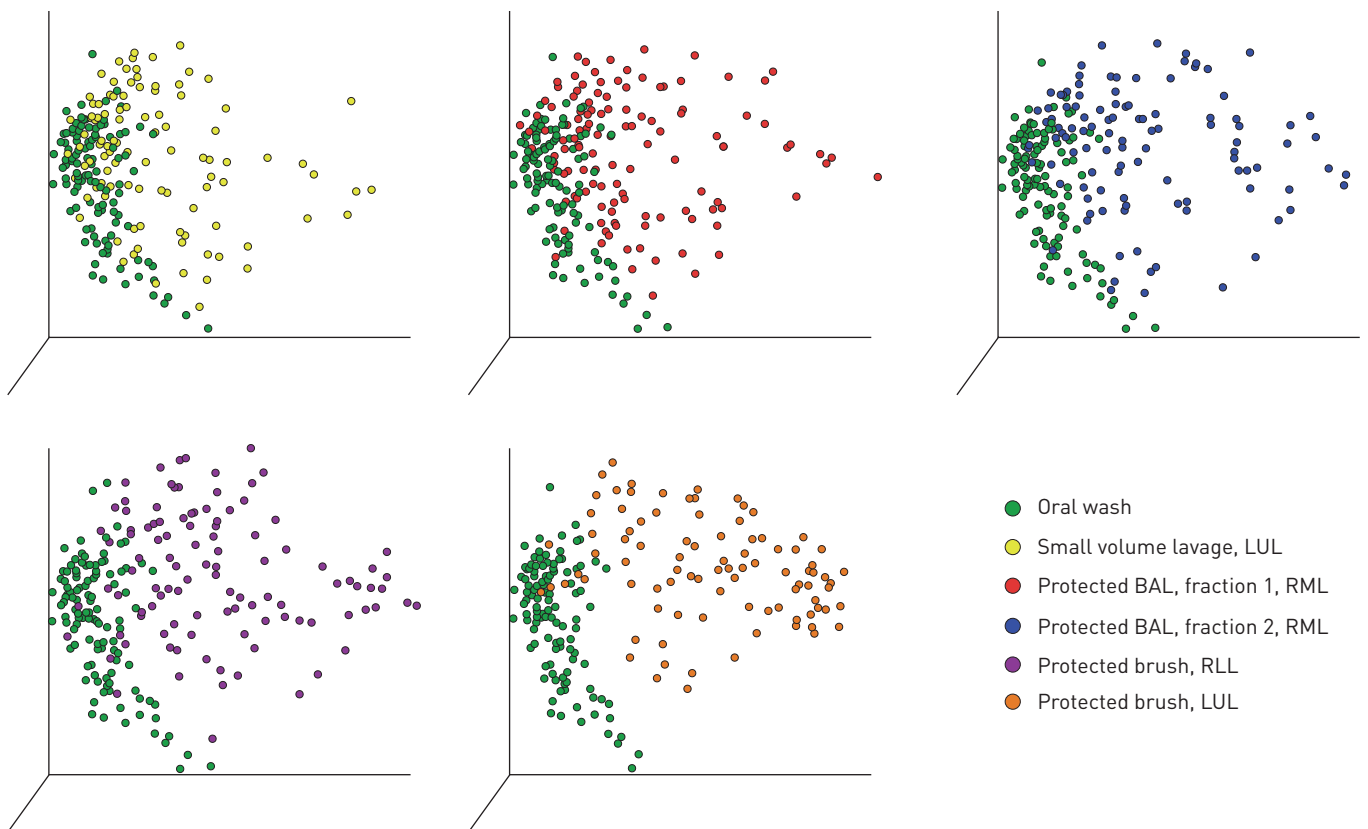 Oral wash
Small volume lavage, LUL
Protected BAL, fraction 1, RML
Protected BAL, fraction 2, RML
Protected brush, RLL
Protected brush, LUL